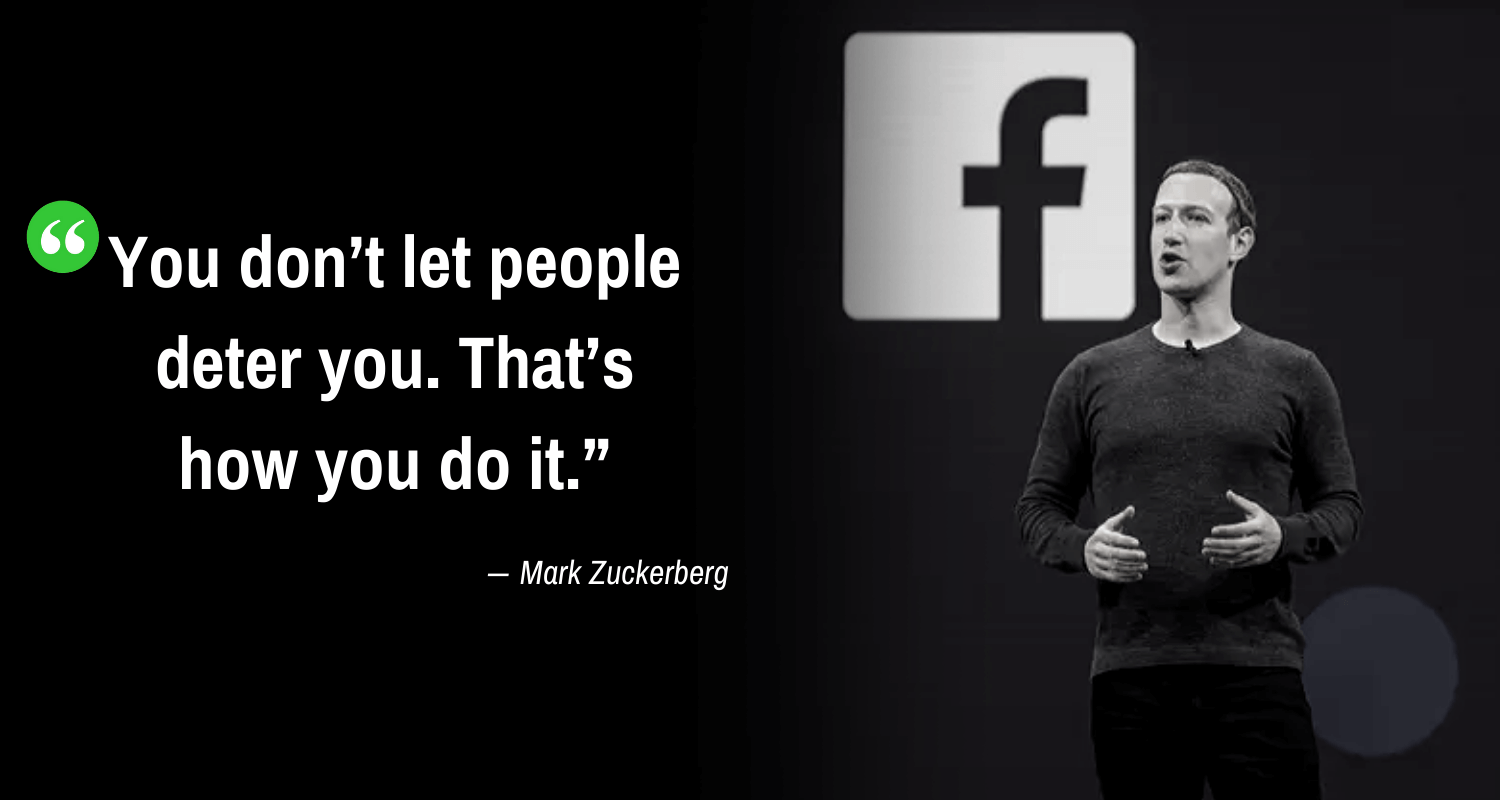 “ You don’t let people
deter you. That’s
how you do it.”
– Mark Zuckerberg
f